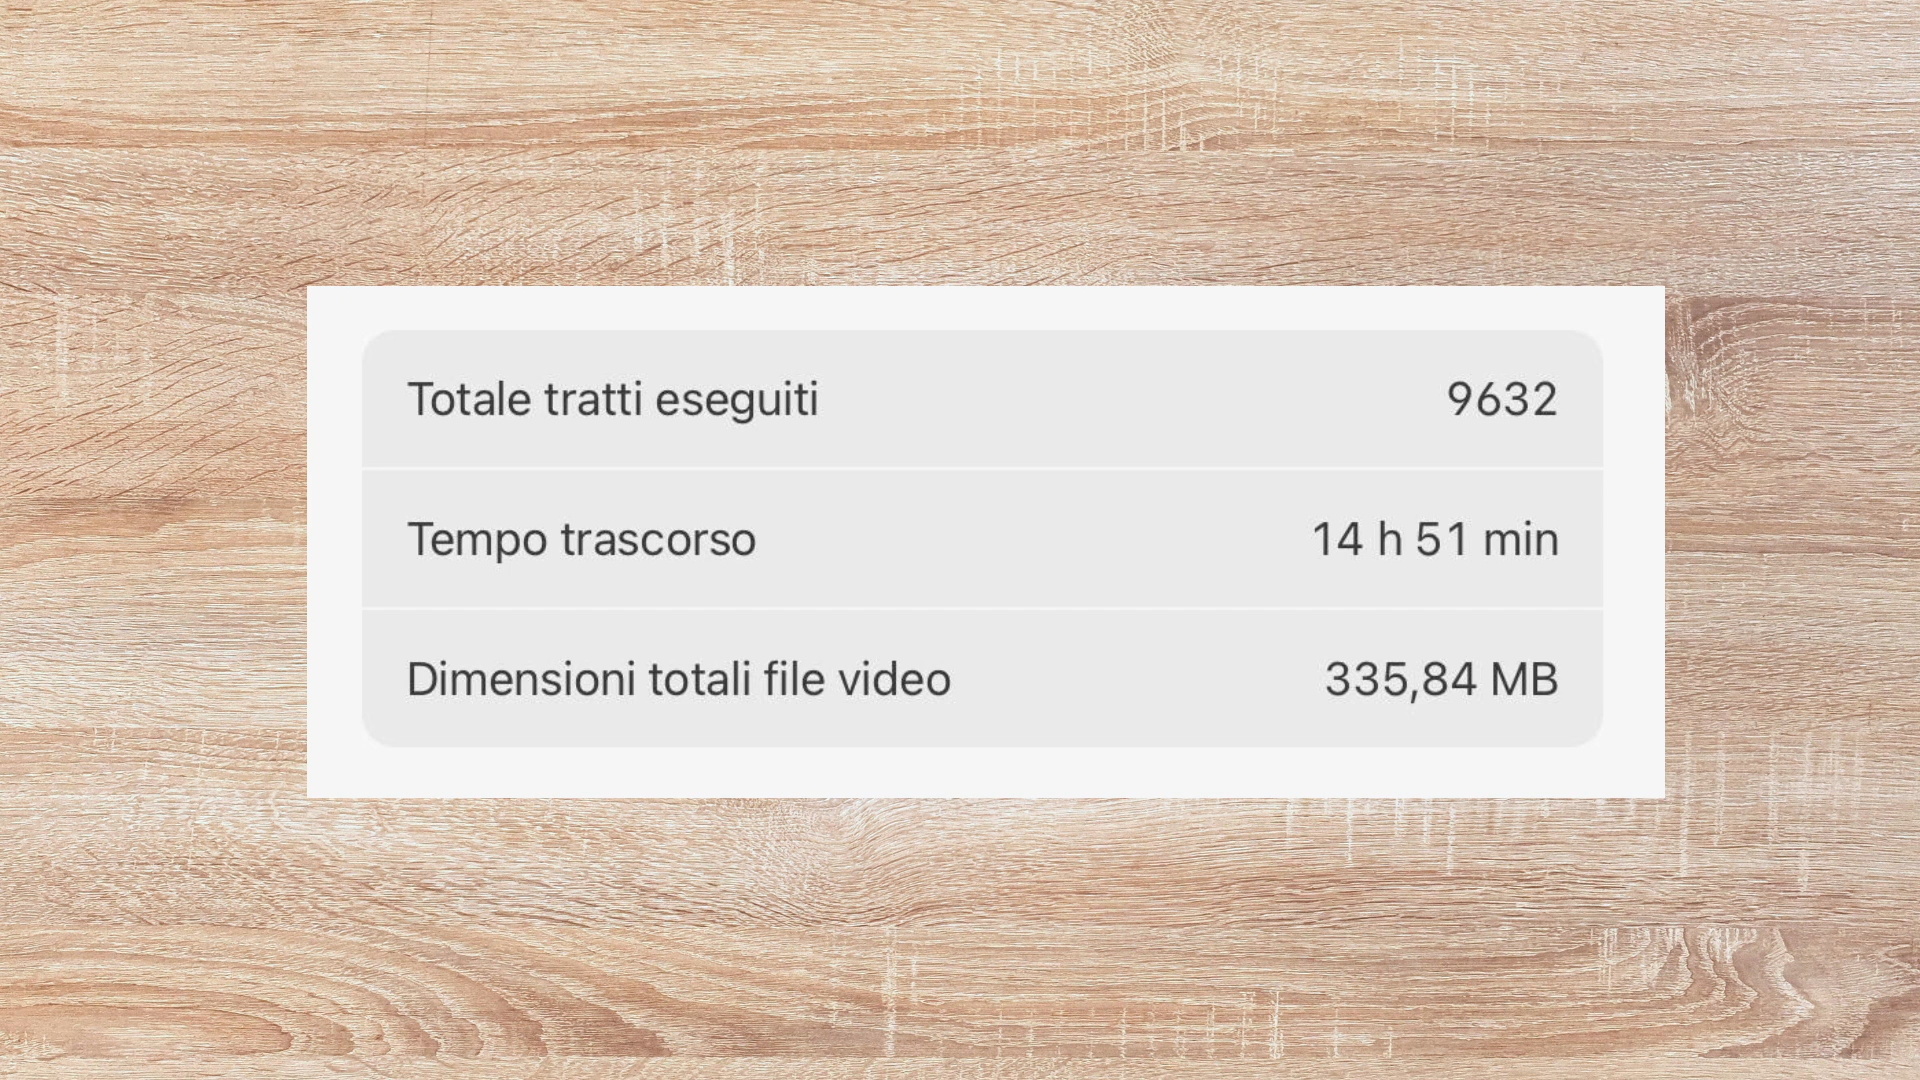 Totale tratti eseguiti 9632
Tempo trascorso 14 h 51 min
Dimensioni totali file video 335,84 MB